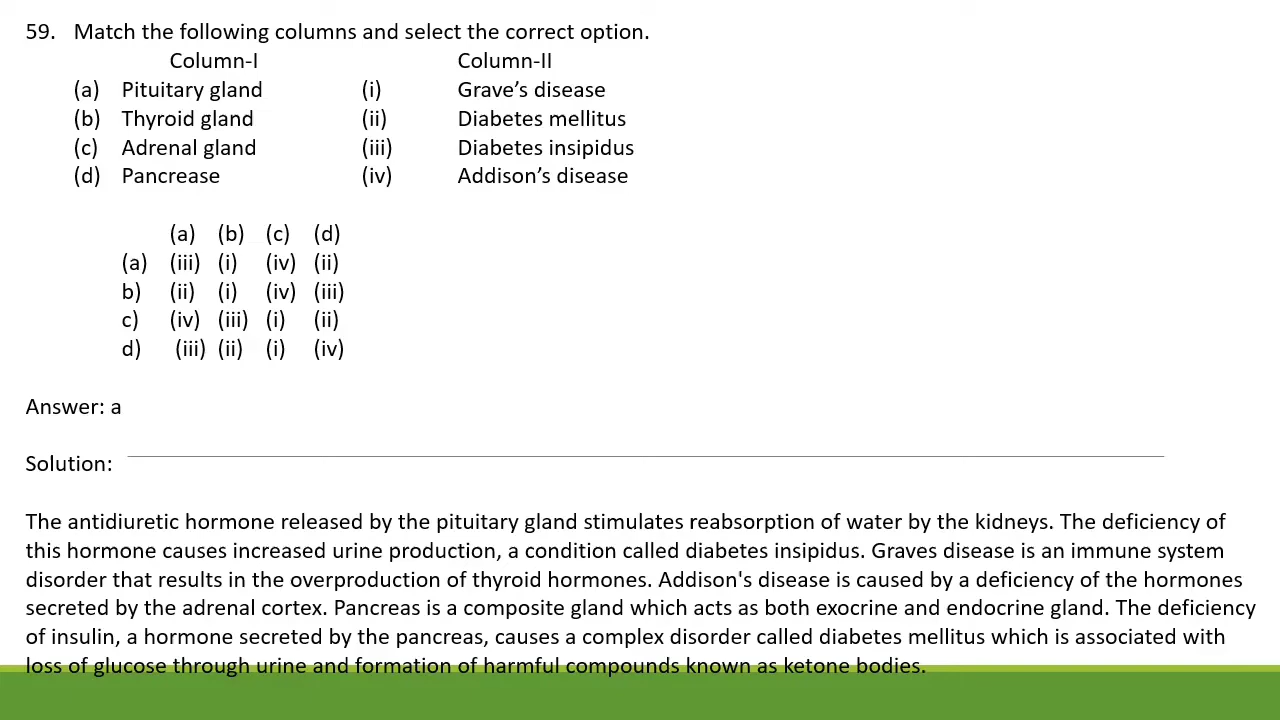 59. Match the following columns and select the correct option.
Column-I Column-II
(a) Pituitary gland (i) Grave’s disease
(b) Thyroid gland (ii) Diabetes mellitus
(c) Adrenal gland (iii) Diabetes insipidus
(d) Pancrease (iv) Addison’s disease
(a) (b) (c) (d)
(a) (iii) (i) (iv) (ii)
b) (ii) (i) (iv) (iii)
c) (iv) (iii) (i) (ii)
d) (iii) (ii) (i) (iv)
Answer: a
Solution:
The antidiuretic hormone released by the pituitary gland stimulates reabsorption of water by the kidneys. The deficiency of
this hormone causes increased urine production, a condition called diabetes insipidus. Graves disease is an immune system
disorder that results in the overproduction of thyroid hormones. Addison's disease is caused by a deficiency of the hormones
secreted by the adrenal cortex. Pancreas is a composite gland which acts as both exocrine and endocrine gland. The deficiency
of insulin, a hormone secreted by the pancreas, causes a complex disorder called diabetes mellitus which is associated with
loss of glucose through urine and formation of harmful compounds known as ketone bodies.